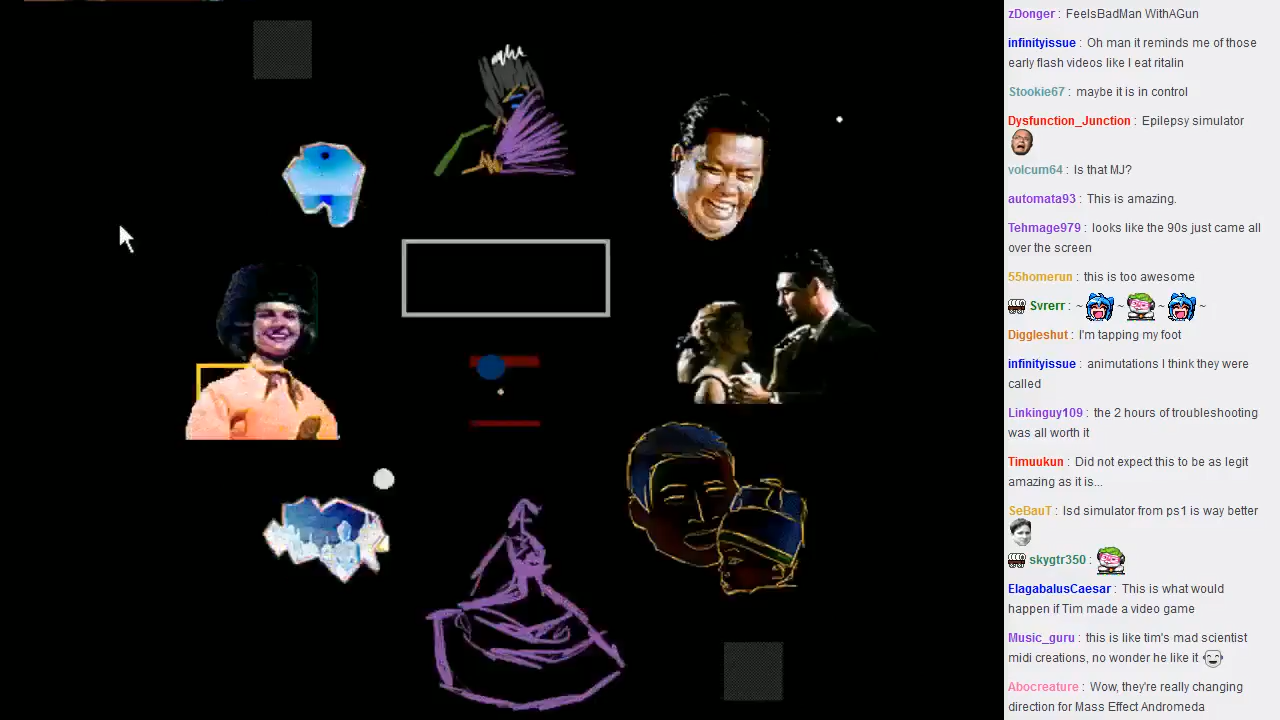 zDonger : FeelsBadMan WithAGun
infinityissue : Oh man it reminds me of those
early flash videos like I eat ritalin
Stookie67 : maybe it is in control
Dysfunction_Junction : Epilepsy simulator
volcum64 : Is that MJ?
automata93 : This is amazing.
Tehmage979 : looks like the 90s just came all
over the screen
55homerun : this is too awesome
Svrerr : ~ ~ ~ ~
Diggleshut : I'm tapping my foot
infinityissue : animutations I think they were
called
Linkinguy109 : the 2 hours of troubleshooting
was all worth it
Timuukun : Did not expect this to be as legit
amazing as it is...
SeBauT : lsd simulator from ps1 is way better
skygtr350 :
ElagabalusCaesar : This is what would
happen if Tim made a video game
Music_guru : this is like tim's mad scientist
midi creations, no wonder he like it
Abocreature : Wow, they're really changing
direction for Mass Effect Andromeda